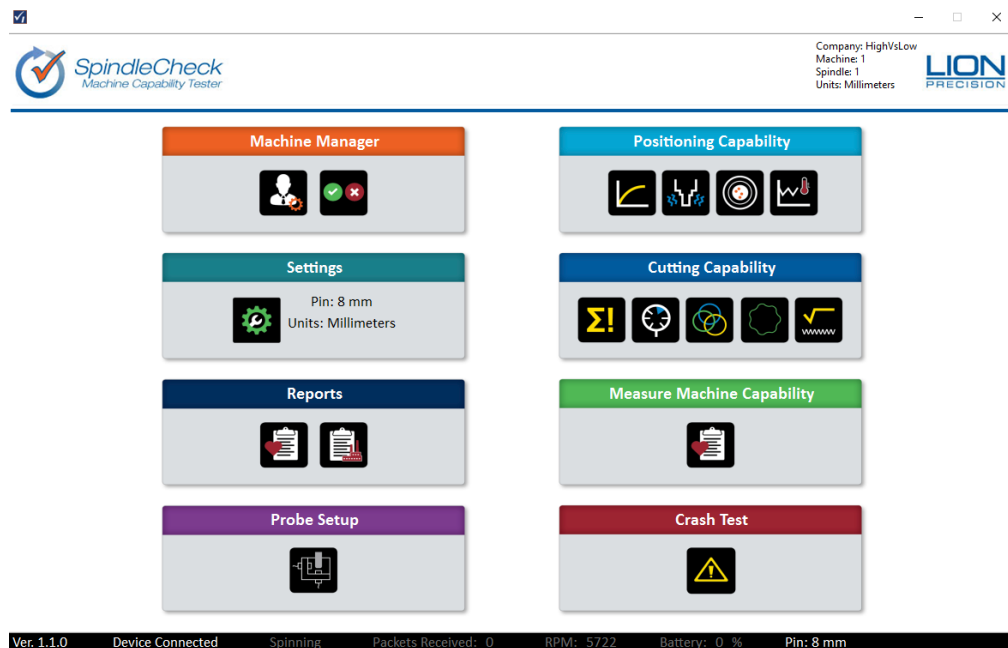 SpindleCheck
Machine Capability Tester
Company: HighVsLow
Machine: 1
Spindle: 1
Units: Millimeters
LION
PRECISION
Machine Manager
Positioning Capability
Settings
Pin: 8 mm
Units: Millimeters
Cutting Capability
Σ!
Reports
Measure Machine Capability
Probe Setup
Crash Test
Ver. 1.1.0 Device Connected Spinning Packets Received: 0 RPM: 5722 Battery: 0 % Pin: 8 mm